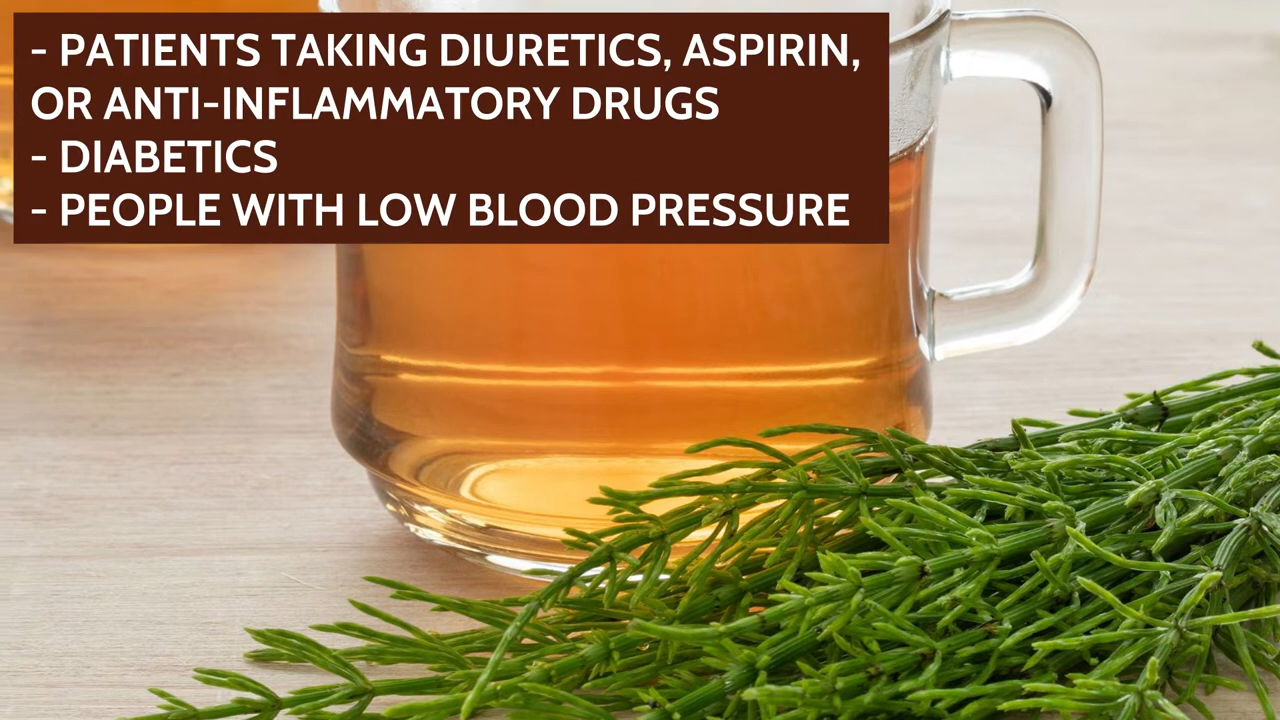 - PATIENTS TAKING DIURETICS, ASPIRIN,
OR ANTI-INFLAMMATORY DRUGS
- DIABETICS
- PEOPLE WITH LOW BLOOD PRESSURE